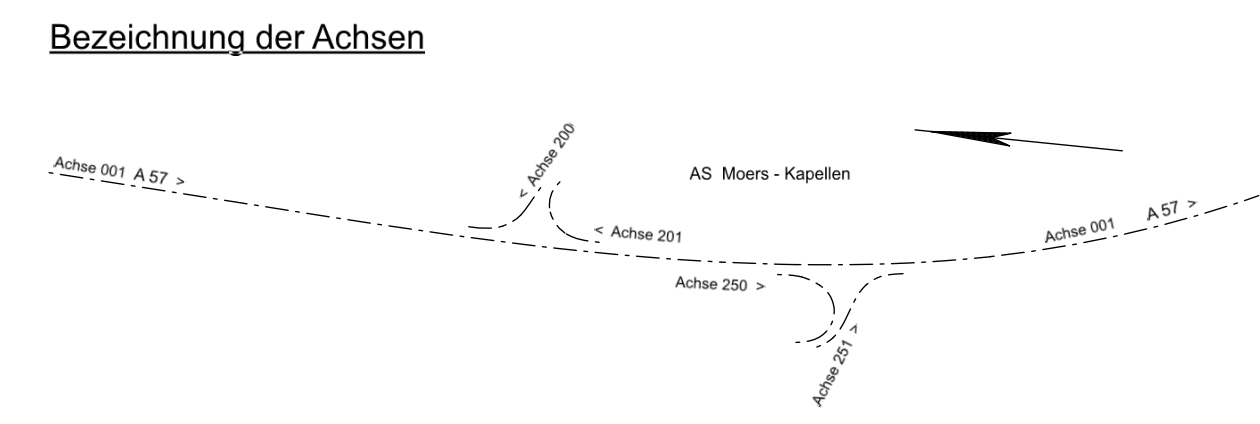 Bezeichnung der Achsen
Achse 001 A 57 >
< Achse 200
AS Moers - Kapellen
< Achse 201
Achse 001 A 57 >
Achse 250 >
Achse 251 >